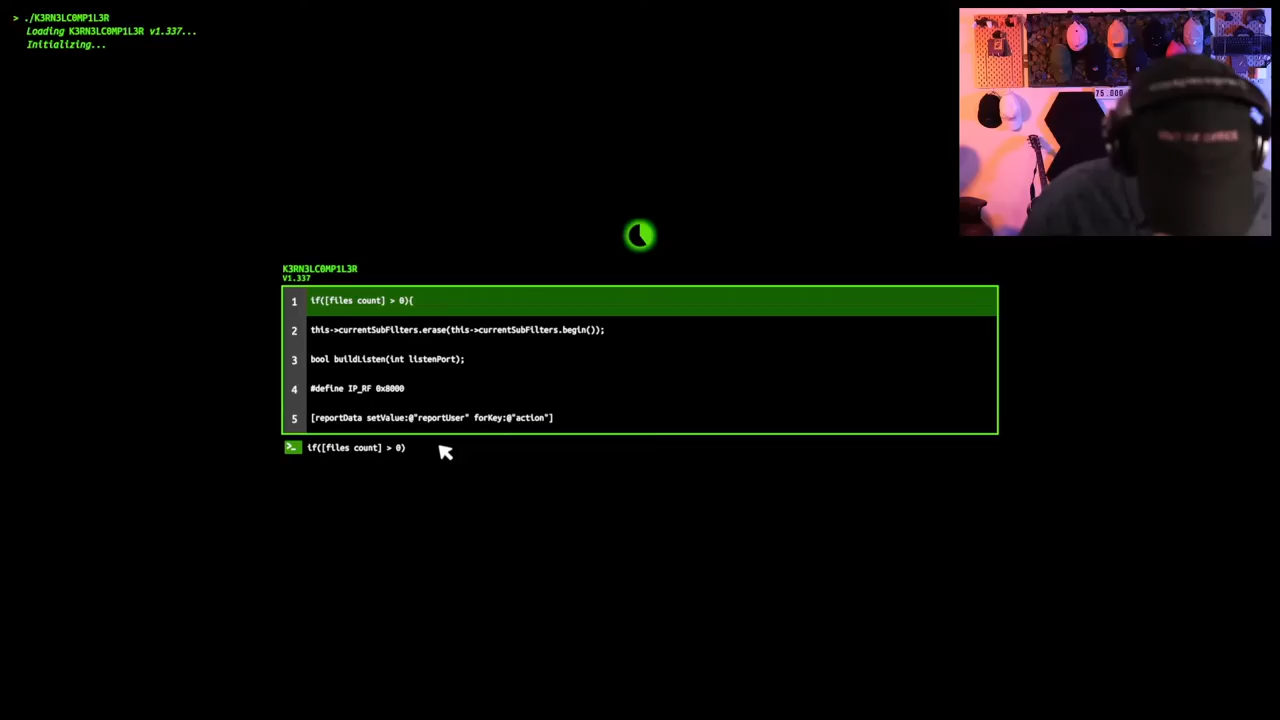 > ./K3RN3LC0MP1L3R
Loading K3RN3LC0MP1L3R v1.337...
Initializing...
75.000
K3RN3LC0MP1L3R
V1.337
1 if([files count] > 0){
2 this->currentSubFilters.erase(this->currentSubFilters.begin());
3 bool buildListen(int listenPort);
4 #define IP_RF 0x8000
5 [reportData setValue:@"reportUser" forKey:@"action"]
>_ if([files count] > 0)